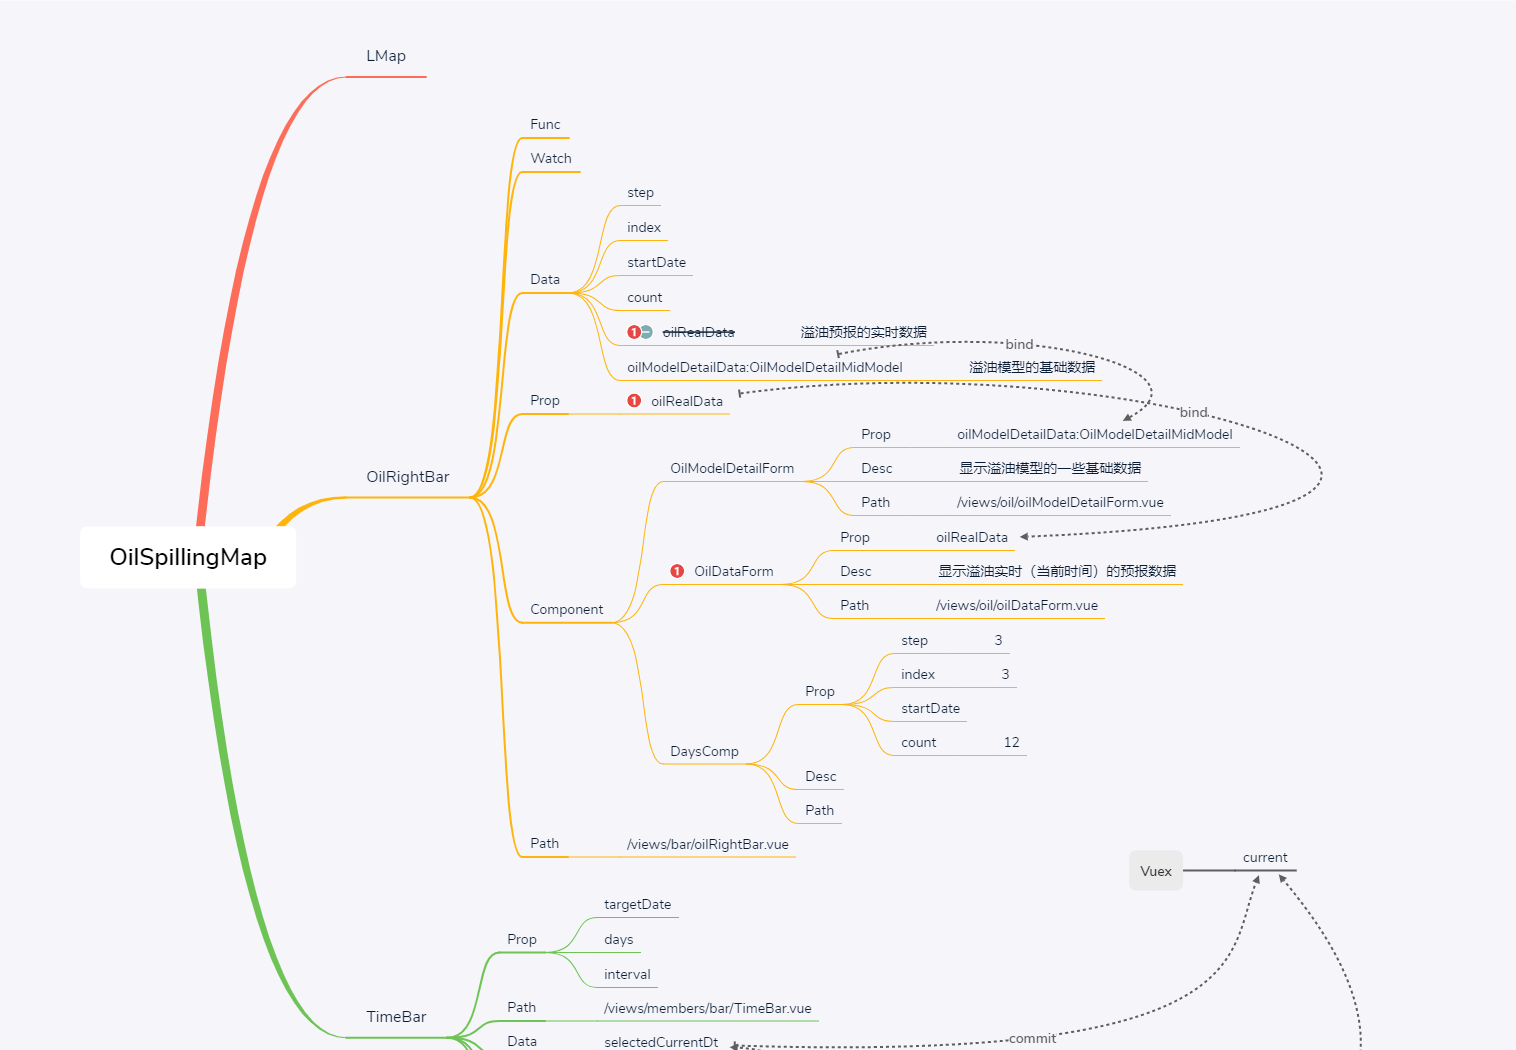 LMap
Func
Watch
step
index
startDate
Data
count
1 oilRealData 溢油预报的实时数据
bind
oilModelDetailData:OilModelDetailMidModel 溢油模型的基础数据
Prop
1 oilRealData
bind
Prop oilModelDetailData:OilModelDetailMidModel
OilModelDetailForm
Desc 显示溢油模型的一些基础数据
OilRightBar
Path /views/oil/oilModelDetailForm.vue
Prop oilRealData
OilSpillingMap
1 OilDataForm
Desc 显示溢油实时（当前时间）的预报数据
Component
Path /views/oil/oilDataForm.vue
step 3
index 3
Prop
startDate
count 12
DaysComp
Desc
Path
Path /views/bar/oilRightBar.vue
Vuex
current
targetDate
Prop
days
interval
Path /views/members/bar/TimeBar.vue
TimeBar
Data selectedCurrentDt
commit